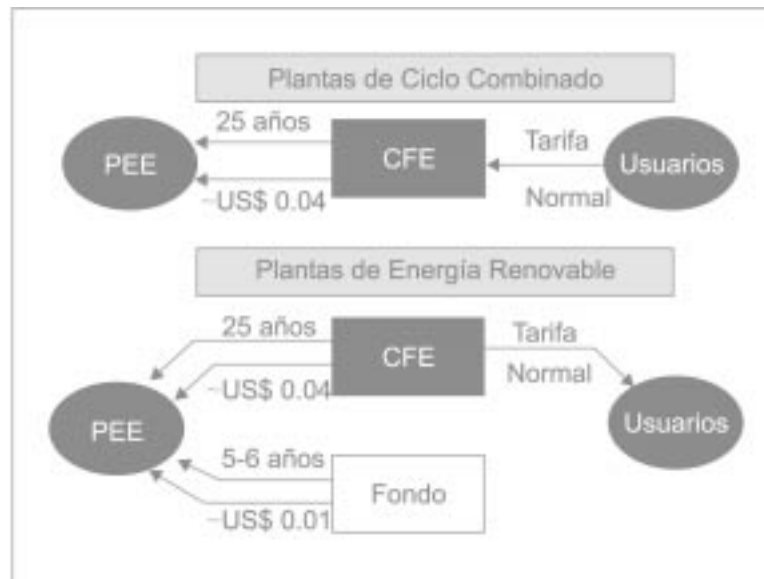 Plantas de Ciclo Combinado
25 años
PEE
CFE
Tarifa
Usuarios
~US$ 0.04
Normal
Plantas de Energía Renovable
25 años
CFE
Tarifa
~US$ 0.04
Normal
PEE
Usuarios
5-6 años
Fondo
~US$ 0.01